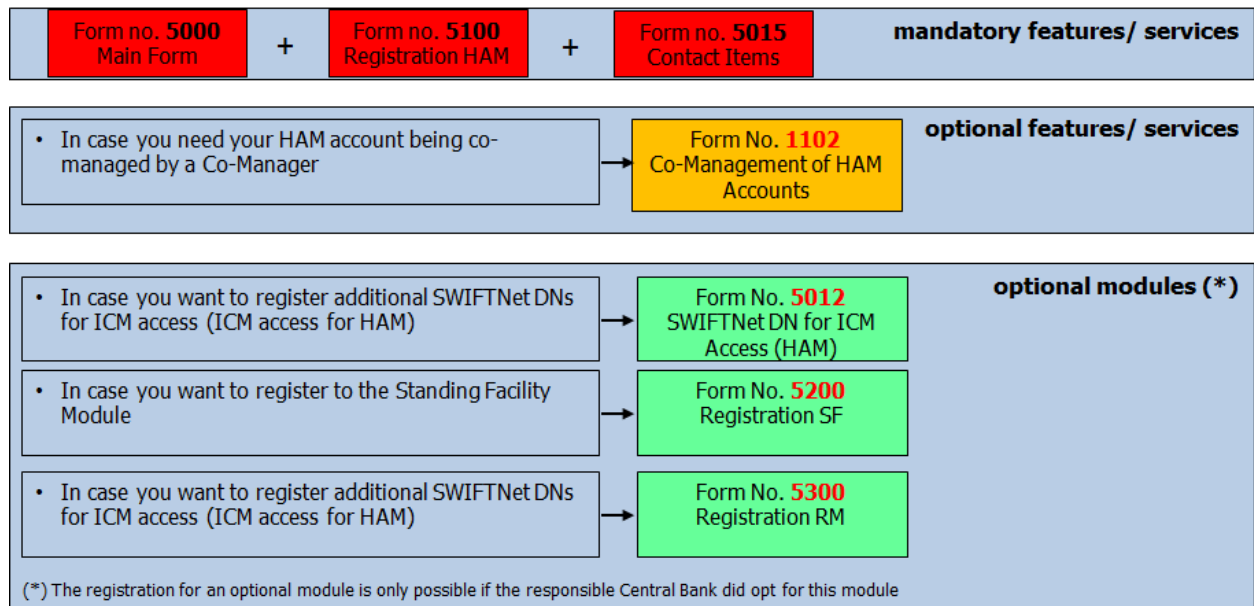 Form no. 5000
Main Form
+
Form no. 5100
Registration HAM
+
Form no. 5015
Contact Items
mandatory features/ services
• In case you need your HAM account being co-
managed by a Co-Manager
Form No. 1102
Co-Management of HAM
Accounts
optional features/ services
• In case you want to register additional SWIFTNet DNs
for ICM access (ICM access for HAM)
Form No. 5012
SWIFTNet DN for ICM
Access (HAM)
optional modules (*)
• In case you want to register to the Standing Facility
Module
Form No. 5200
Registration SF
• In case you want to register additional SWIFTNet DNs
for ICM access (ICM access for HAM)
Form No. 5300
Registration RM
(*) The registration for an optional module is only possible if the responsible Central Bank did opt for this module